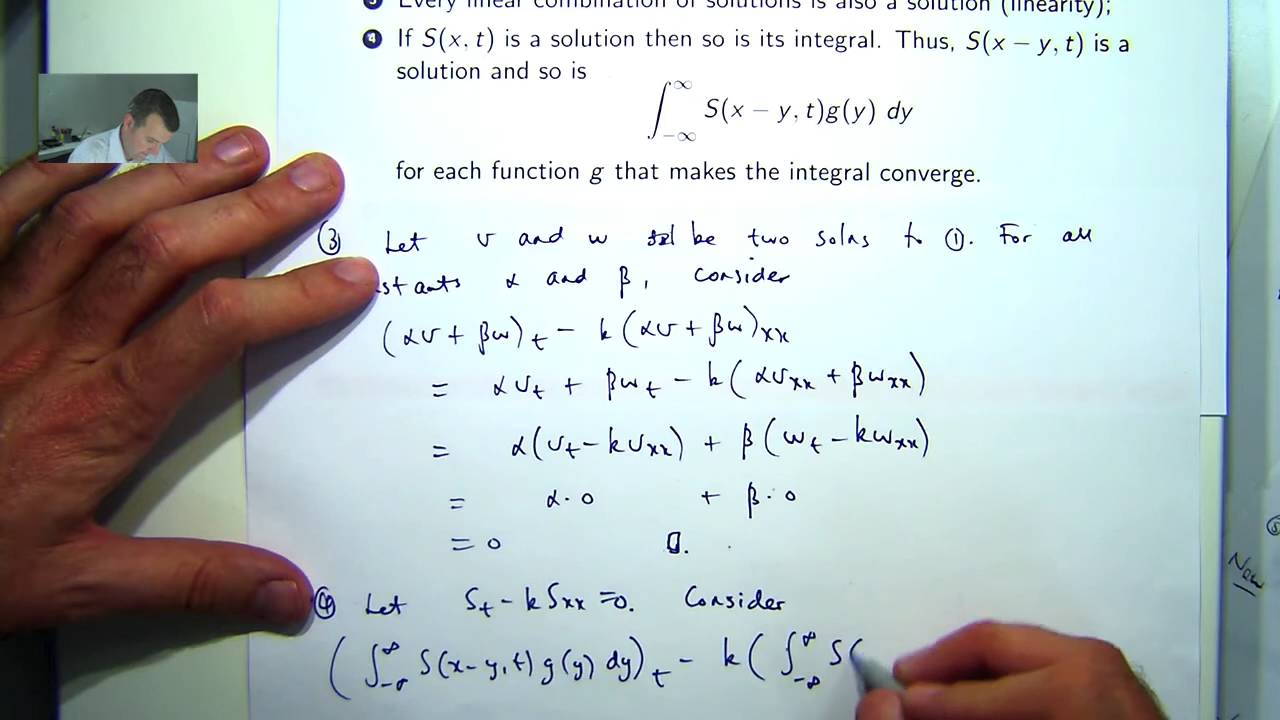 3 Every linear combination of solutions is also a solution (linearity);
4 If S(x, t) is a solution then so is its integral. Thus, S(x − y, t) is a
solution and so is
∫_{−∞}^{∞} S(x − y, t)g(y) dy
for each function g that makes the integral converge.
③ Let v and w be two solns to ①. For all
stants α and β, consider
(αv + βw)_t − k(αv + βw)_xx
= αv_t + βw_t − k(αv_xx + βw_xx)
= α(v_t − kv_xx) + β(w_t − kw_xx)
= α·0 + β·0
= 0 □.
④ Let S_t − kS_xx = 0. Consider
(∫_{−∞}^{∞} S(x−y,t) g(y) dy)_t − k(∫_{−∞}^{∞} S(
New